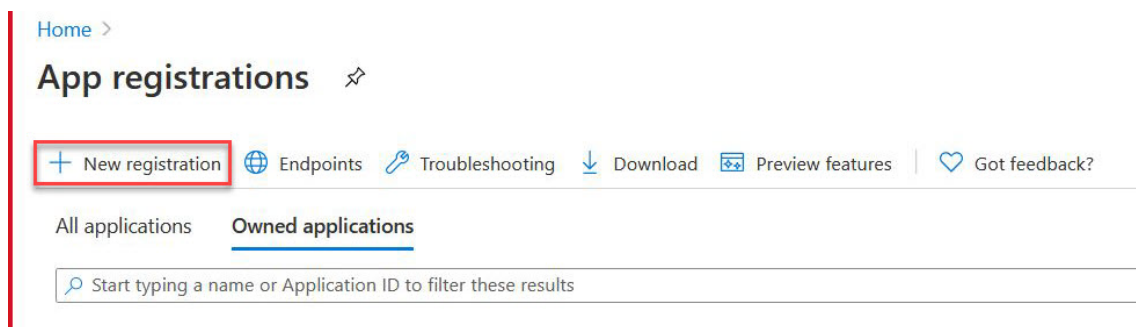 Home >
App registrations
New registration Endpoints Troubleshooting Download Preview features Got feedback?
All applications Owned applications
Start typing a name or Application ID to filter these results